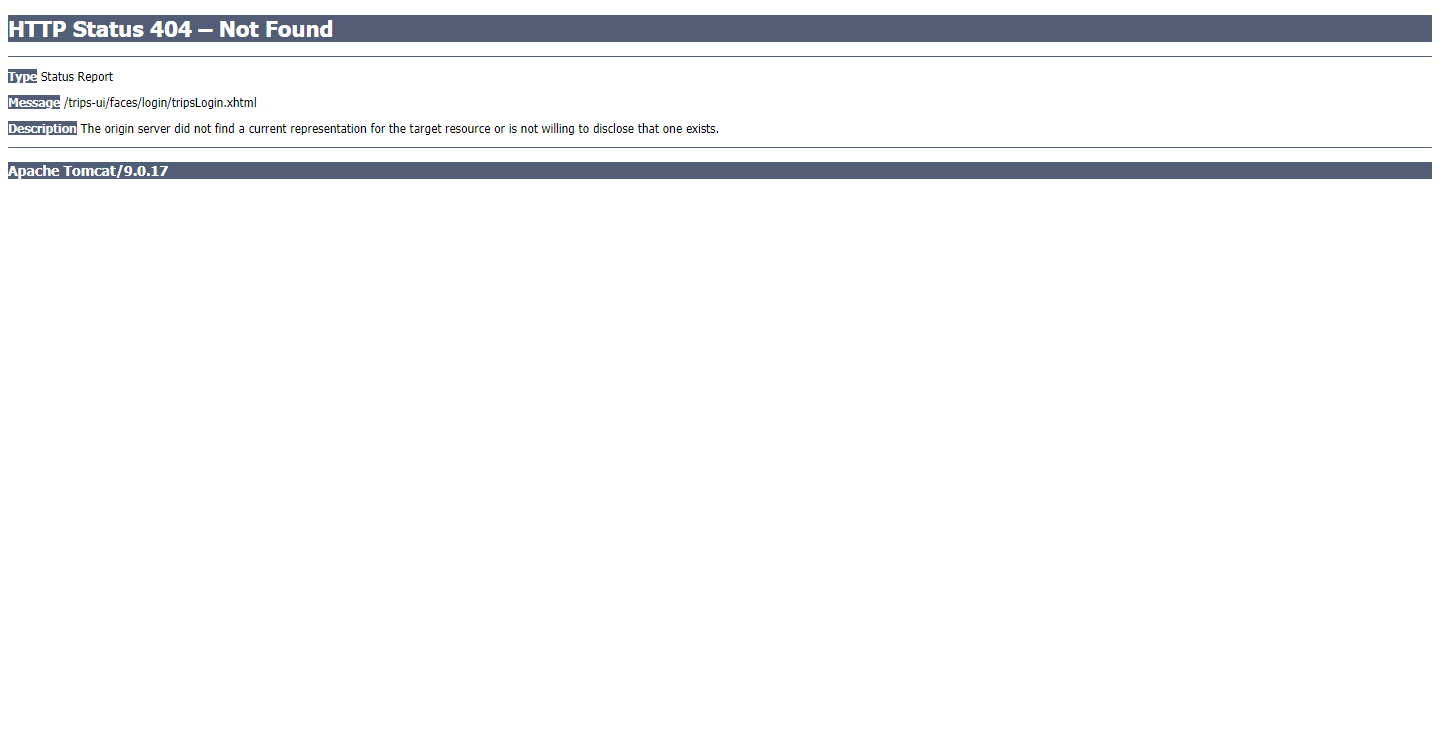 HTTP Status 404 – Not Found
Type Status Report
Message /trips-ui/faces/login/tripsLogin.xhtml
Description The origin server did not find a current representation for the target resource or is not willing to disclose that one exists.
Apache Tomcat/9.0.17